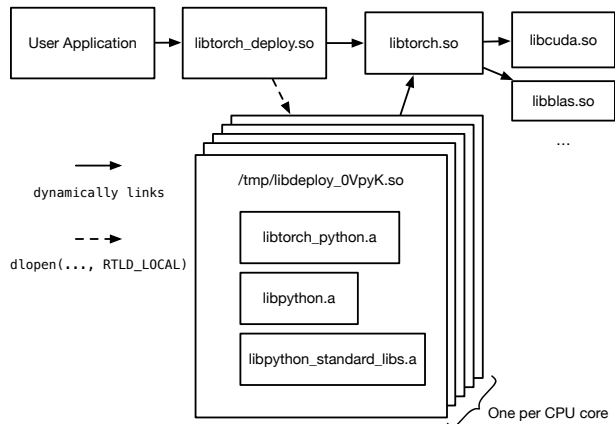 User Application
libtorch_deploy.so
libtorch.so
libcuda.so
libblas.so
...
/tmp/libdeploy_0VpyK.so
dynamically links
libtorch_python.a
dlopen(..., RTLD_LOCAL)
libpython.a
libpython_standard_libs.a
One per CPU core